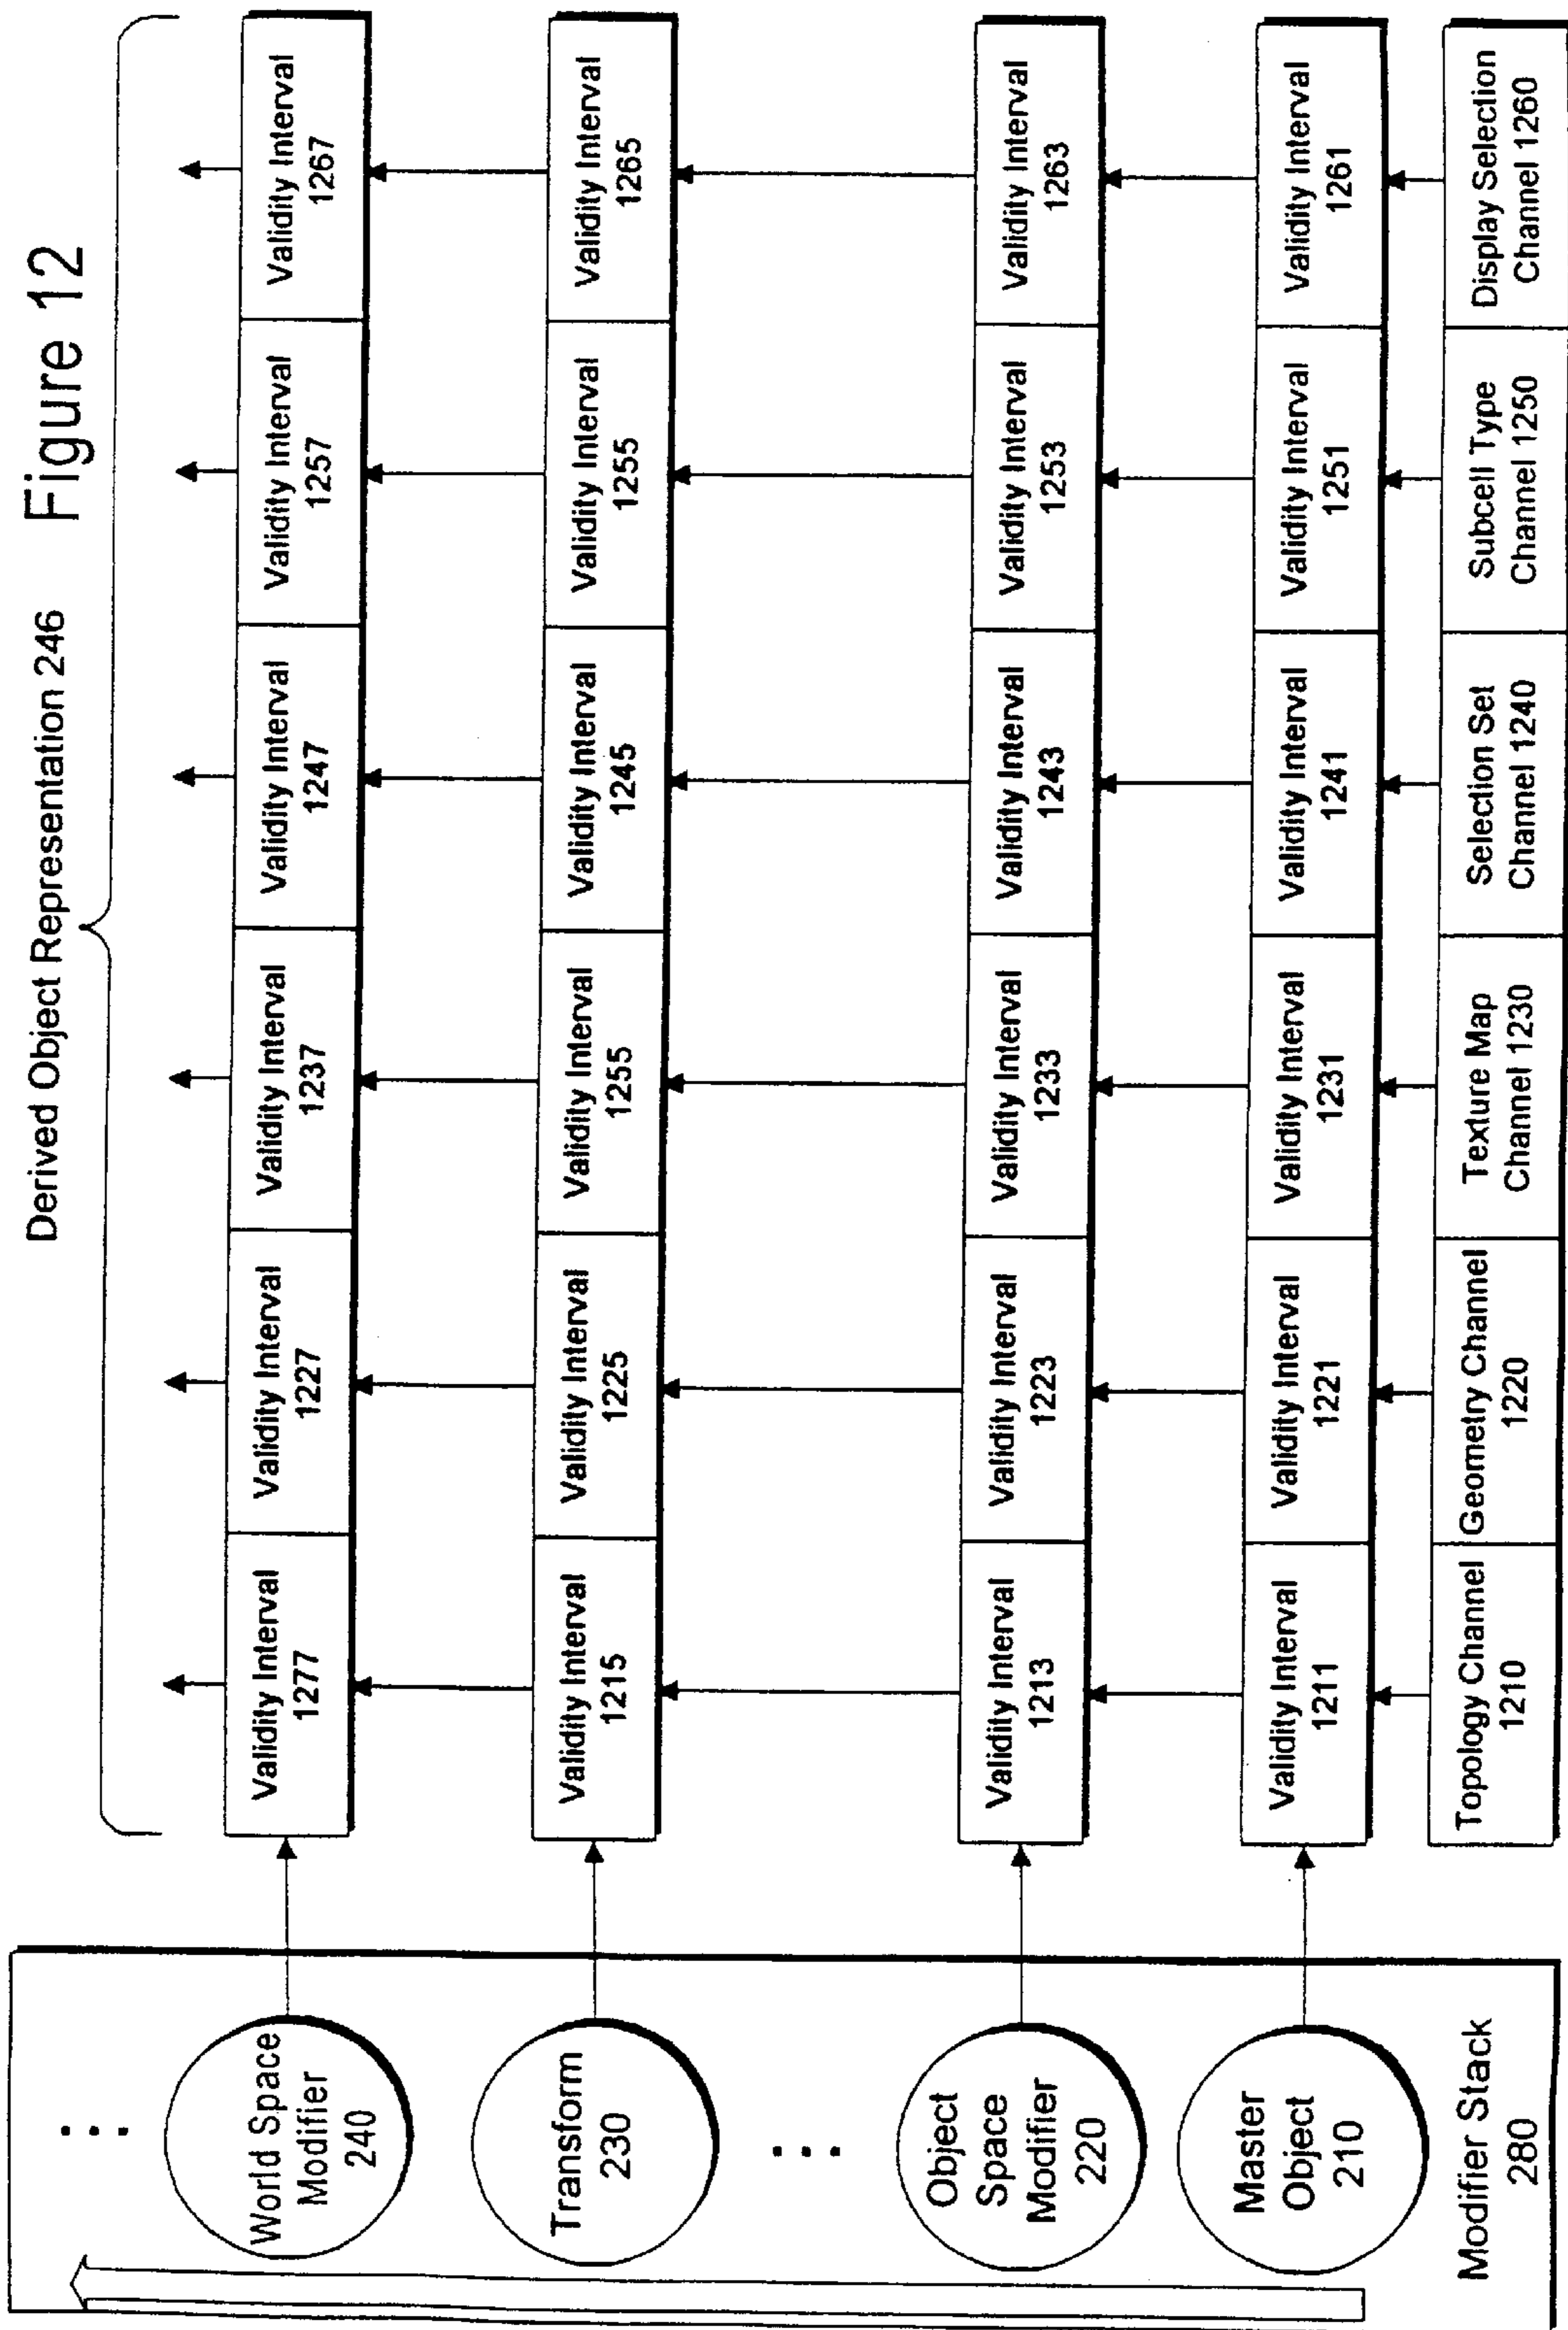 Derived Object Representation 246
Figure 12
World Space
Modifier
240
Validity Interval
1277
Validity Interval
1227
Validity Interval
1237
Validity Interval
1247
Validity Interval
1257
Validity Interval
1267
Transform
230
Validity Interval
1215
Validity Interval
1225
Validity Interval
1255
Validity Interval
1245
Validity Interval
1255
Validity Interval
1265
Object
Space
Modifier
220
Validity Interval
1213
Validity Interval
1223
Validity Interval
1233
Validity Interval
1243
Validity Interval
1253
Validity Interval
1263
Master
Object
210
Validity Interval
1211
Validity Interval
1221
Validity Interval
1231
Validity Interval
1241
Validity Interval
1251
Validity Interval
1261
Modifier Stack
280
Topology Channel
1210
Geometry Channel
1220
Texture Map
Channel 1230
Selection Set
Channel 1240
Subcell Type
Channel 1250
Display Selection
Channel 1260